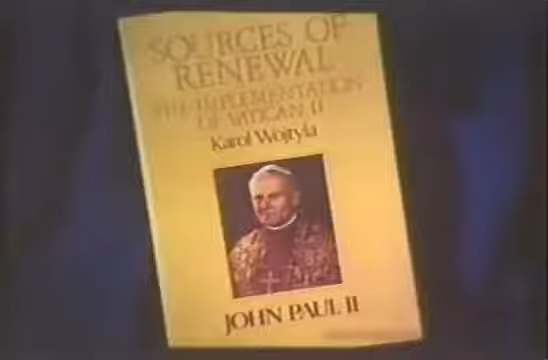 SOURCES OF
RENEWAL
THE IMPLEMENTATION
OF VATICAN II
Karol Wojtyla
JOHN PAUL II